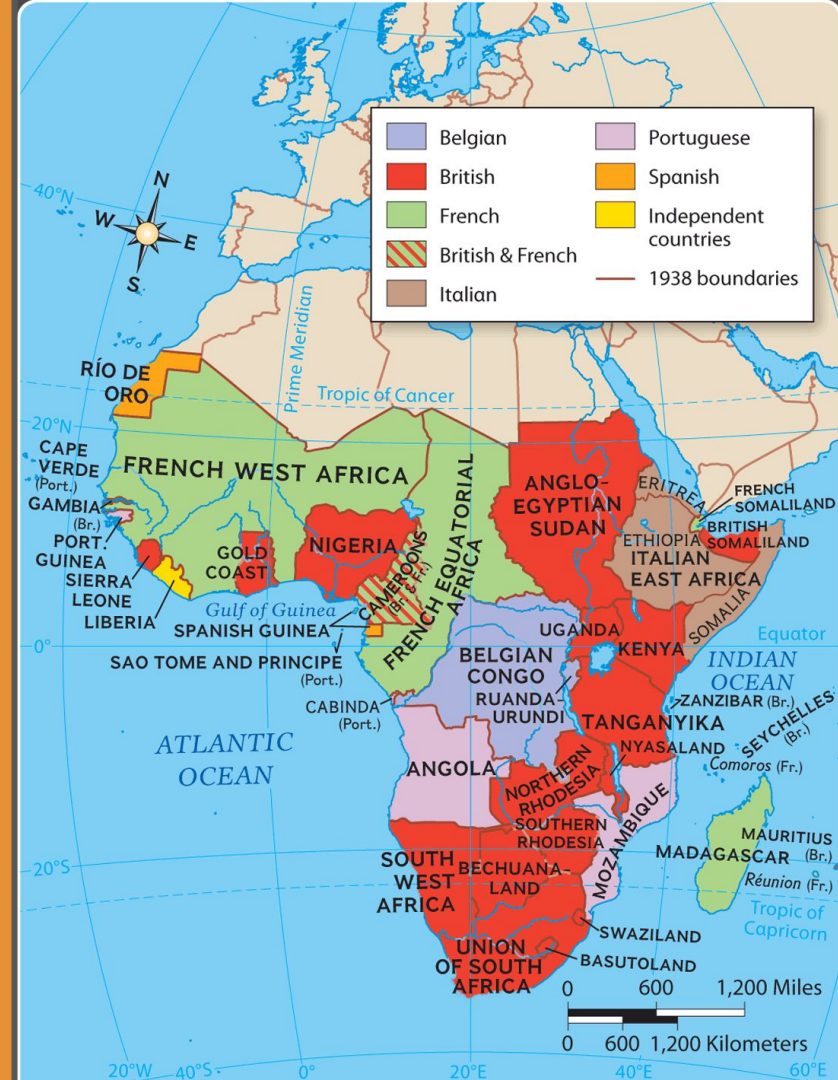 Belgian
British
French
British & French
Italian
Portuguese
Spanish
Independent
countries
1938 boundaries
N
W
E
S
40°N
Prime Meridian
Tropic of Cancer
RÍO DE
ORO
20°N
CAPE
VERDE
(Port.)
GAMBIA
(Br.)
PORT.
GUINEA
SIERRA
LEONE
LIBERIA
FRENCH WEST AFRICA
GOLD
COAST
NIGERIA
CAMEROONS
(Br. & Fr.)
FRENCH EQUATORIAL
AFRICA
ANGLO-
EGYPTIAN
SUDAN
ERITREA
FRENCH
SOMALILAND
BRITISH
SOMALILAND
ETHIOPIA
ITALIAN
EAST AFRICA
SOMALIA
Gulf of Guinea
SPANISH GUINEA
0°
SAO TOME AND PRINCIPE
(Port.)
CABINDA
(Port.)
UGANDA
KENYA
Equator
BELGIAN
CONGO
RUANDA-
URUNDI
INDIAN
OCEAN
ZANZIBAR (Br.)
SEYCHELLES
(Br.)
TANGANYIKA
NYASALAND
Comoros (Fr.)
ATLANTIC
OCEAN
ANGOLA
NORTHERN
RHODESIA
SOUTHERN
RHODESIA
MOZAMBIQUE
MAURITIUS
(Br.)
MADAGASCAR
Réunion (Fr.)
20°S
SOUTH
WEST
AFRICA
BECHUANA-
LAND
Tropic of
Capricorn
SWAZILAND
BASUTOLAND
UNION
OF SOUTH
AFRICA
0 600 1,200 Miles
0 600 1,200 Kilometers
20°W 40°S 0° 20°E 40°E 60°E